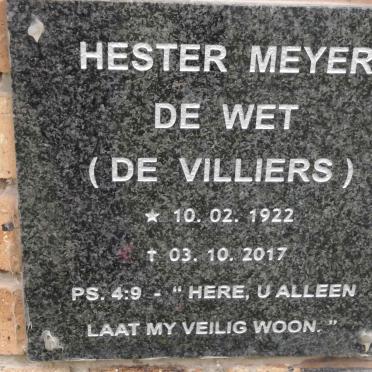 HESTER MEYER
DE WET
( DE VILLIERS )
★ 10. 02. 1922
✝ 03. 10. 2017
PS. 4:9 - “ HERE, U ALLEEN
LAAT MY VEILIG WOON. ”